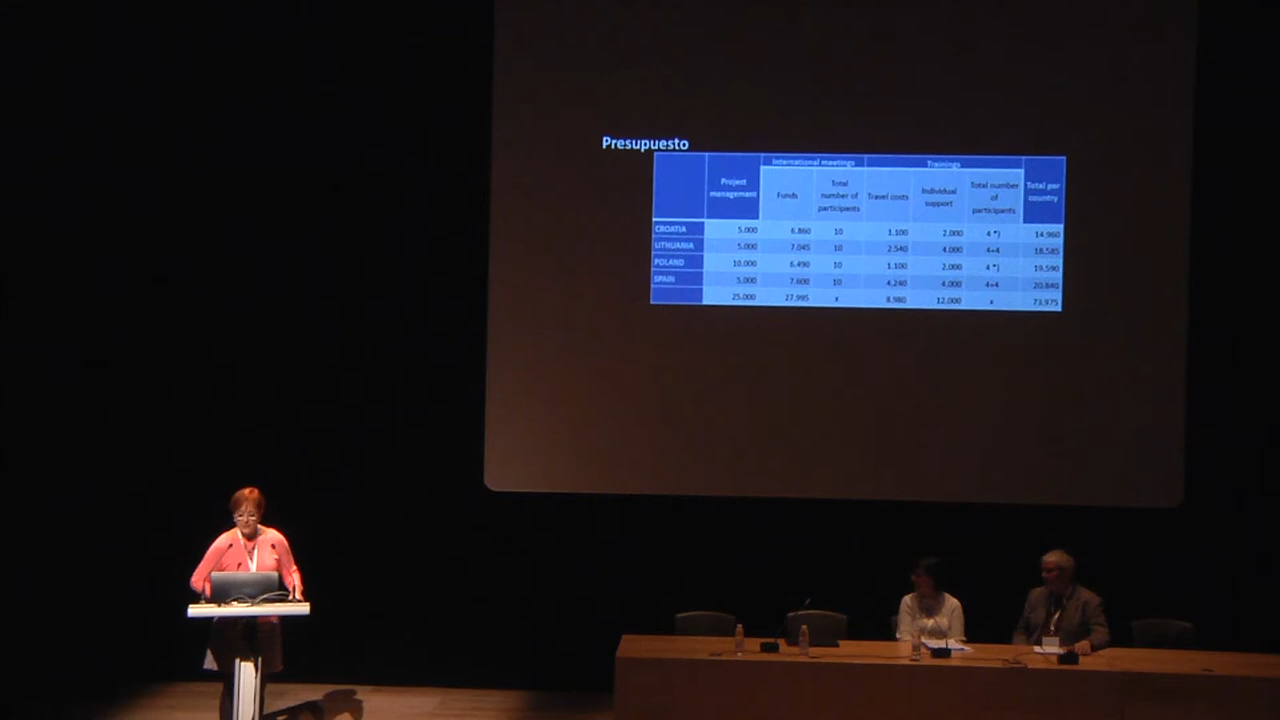 Presupuesto
International meetings Trainings
Project management Funds Total number of participants Travel costs Individual support Total number of participants Total per country
CROATIA 5.000 6.860 10 1.100 2.000 4 *) 14.960
LITHUANIA 5.000 7.045 10 2.540 4.000 4+4 18.585
POLAND 10.000 6.490 10 1.100 2.000 4 *) 19.590
SPAIN 5.000 7.600 10 4.240 4.000 4+4 20.840
25.000 27.995 x 8.980 12.000 x 73.975